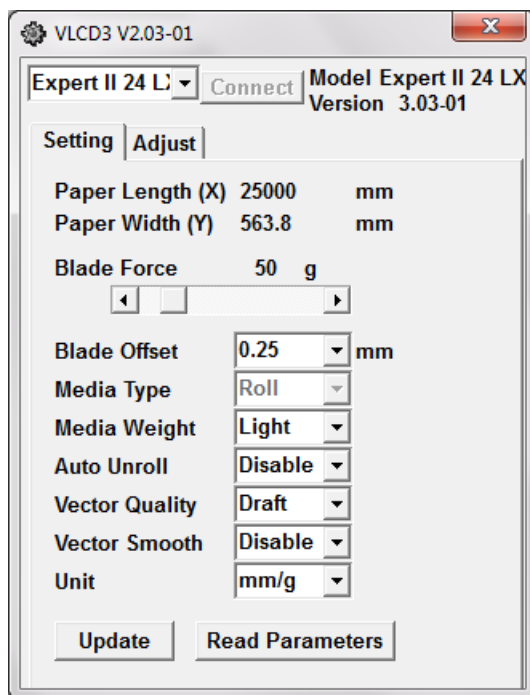 VLCD3 V2.03-01
Expert II 24 LX Connect Model Expert II 24 LX
Version 3.03-01
Setting Adjust
Paper Length (X) 25000 mm
Paper Width (Y) 563.8 mm
Blade Force 50 g
Blade Offset 0.25 mm
Media Type Roll
Media Weight Light
Auto Unroll Disable
Vector Quality Draft
Vector Smooth Disable
Unit mm/g
Update Read Parameters